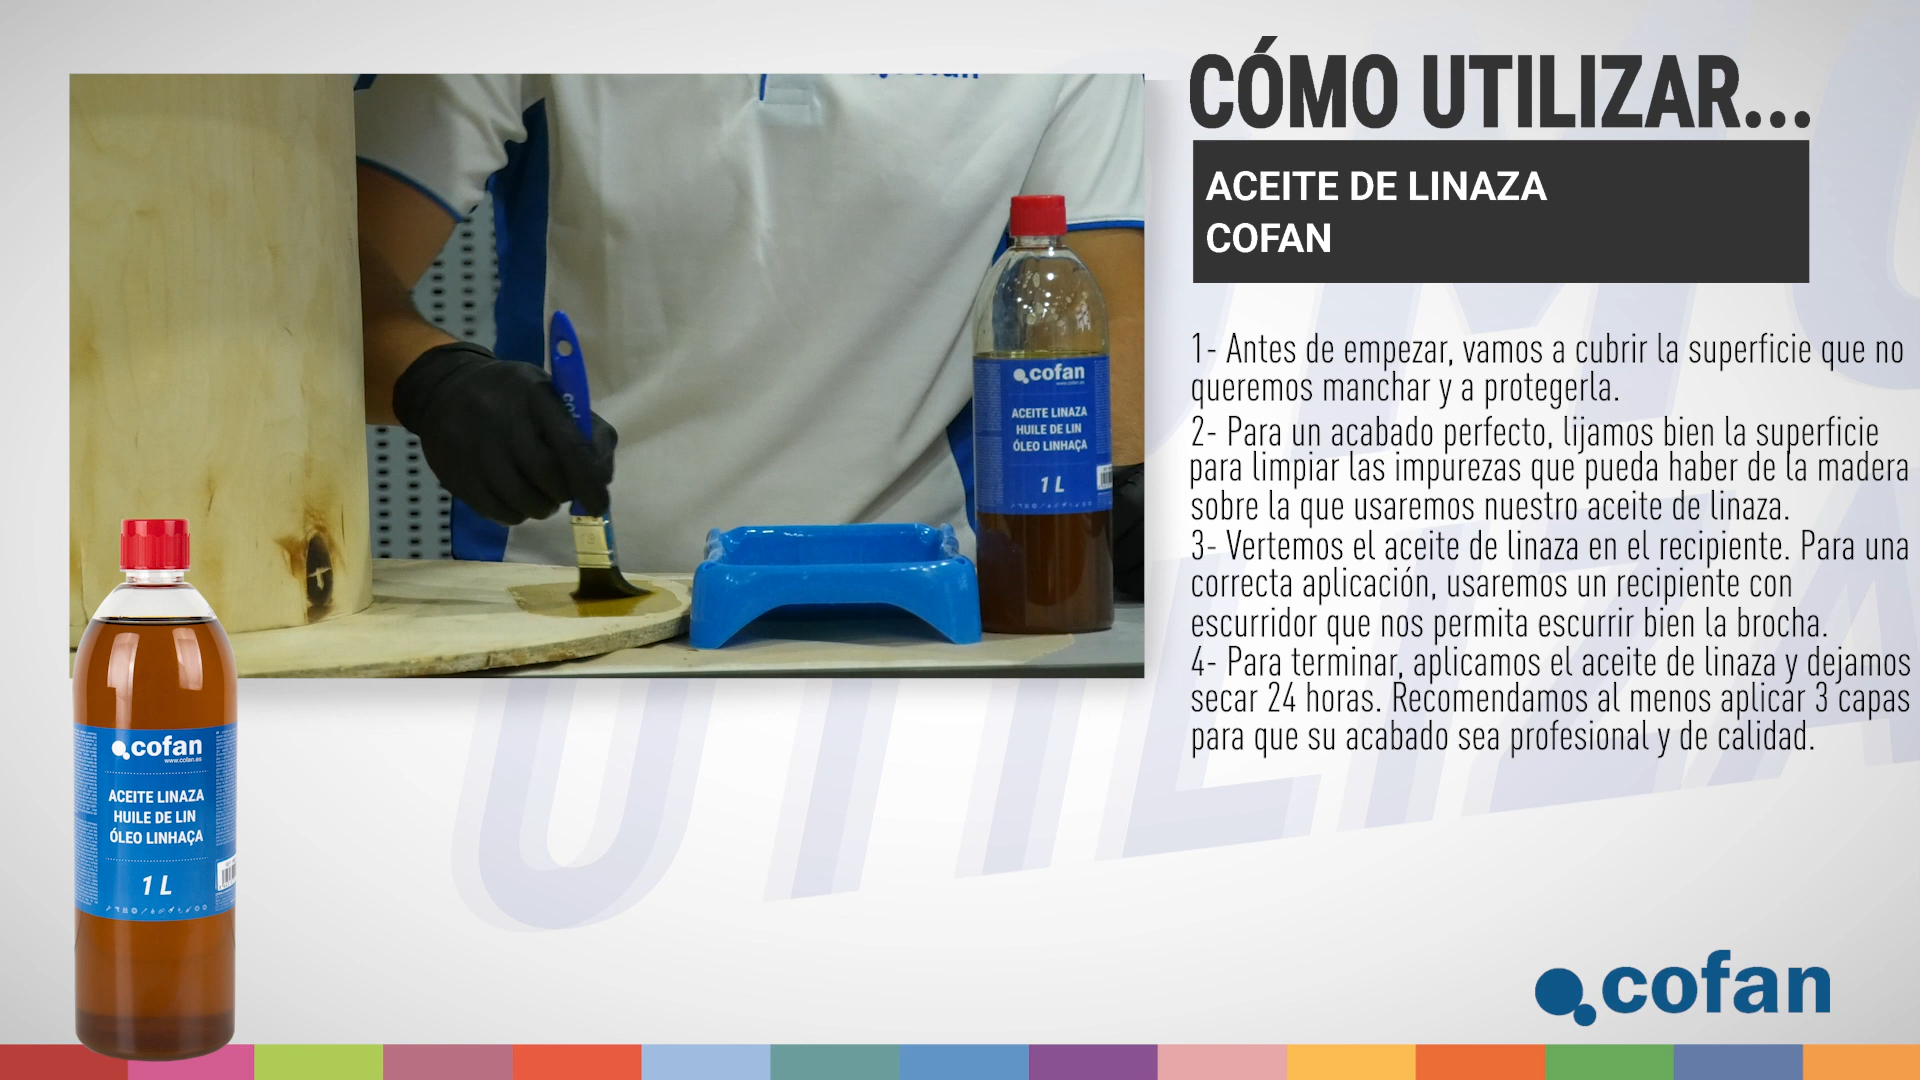 CÓMO UTILIZAR...
ACEITE DE LINAZA
COFAN
1- Antes de empezar, vamos a cubrir la superficie que no
queremos manchar y a protegerla.
2- Para un acabado perfecto, lijamos bien la superficie
para limpiar las impurezas que pueda haber de la madera
sobre la que usaremos nuestro aceite de linaza.
3- Vertemos el aceite de linaza en el recipiente. Para una
correcta aplicación, usaremos un recipiente con
escurridor que nos permita escurrir bien la brocha.
4- Para terminar, aplicamos el aceite de linaza y dejamos
secar 24 horas. Recomendamos al menos aplicar 3 capas
para que su acabado sea profesional y de calidad.
cofan
www.cofan.es
ACEITE LINAZA
HUILE DE LIN
ÓLEO LINHAÇA
1 L
cofan
www.cofan.es
ACEITE LINAZA
HUILE DE LIN
ÓLEO LINHAÇA
1 L
cofan